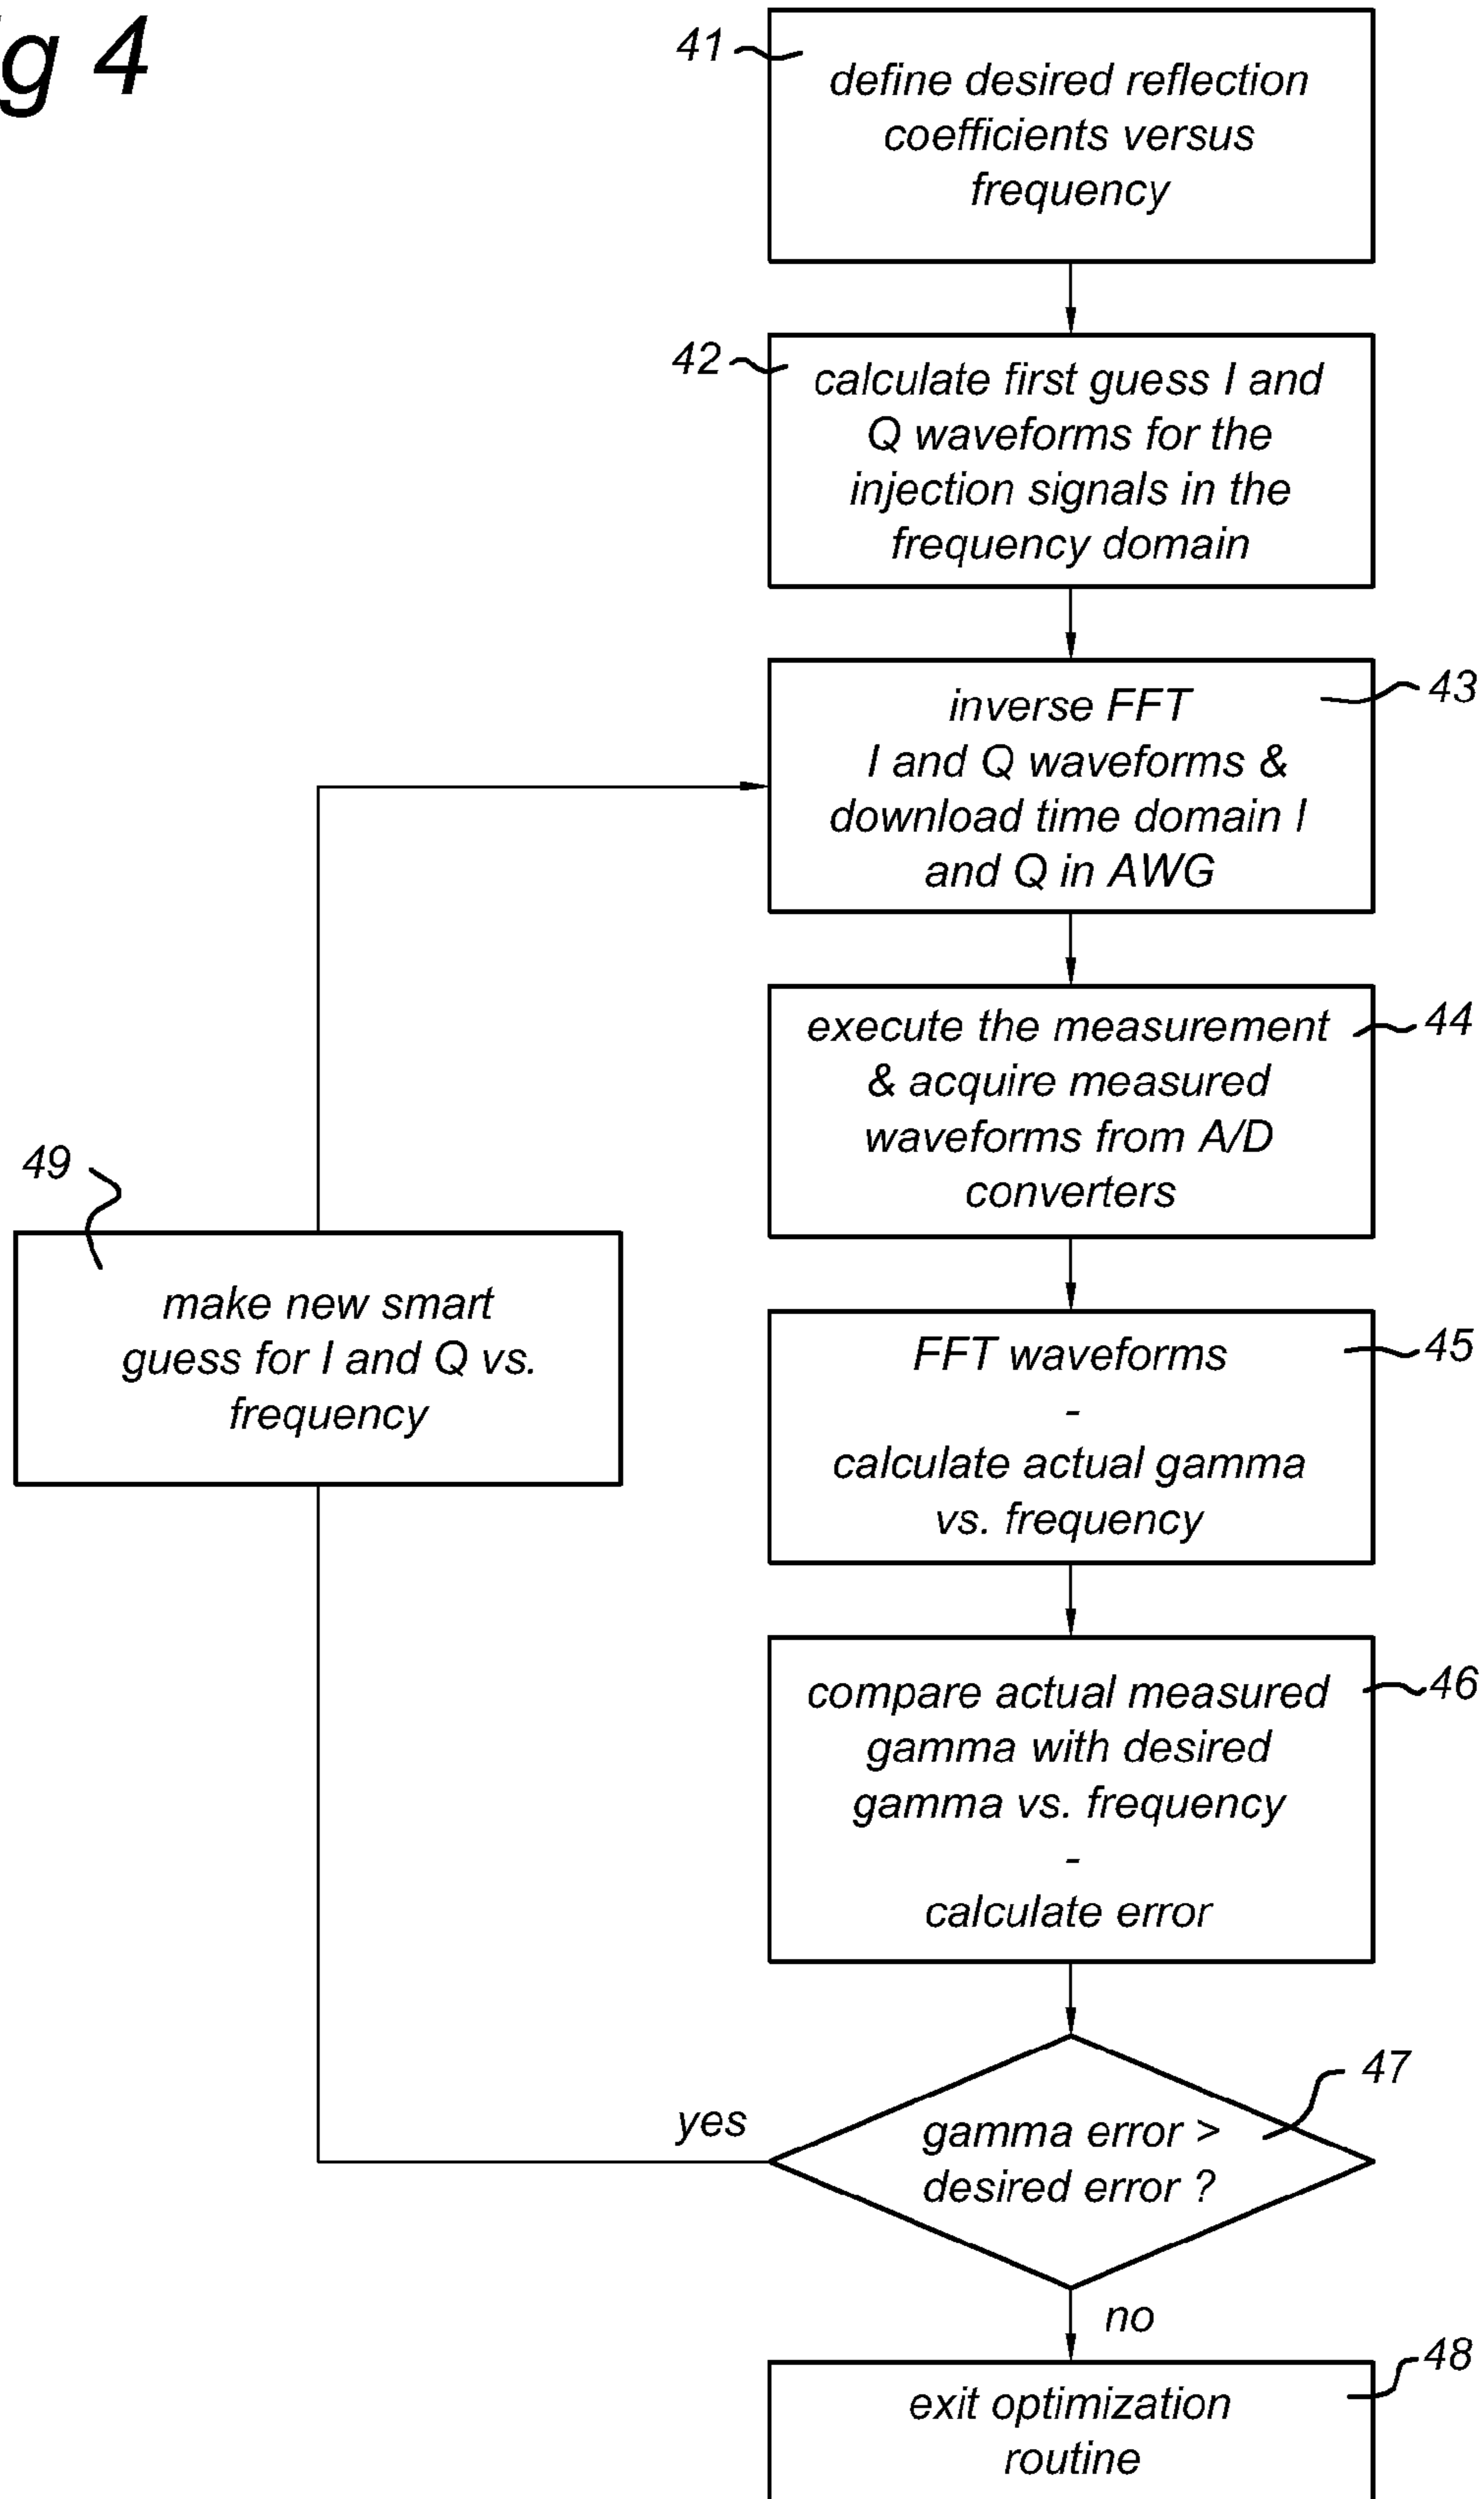 g 4
41
define desired reflection
coefficients versus
frequency
42
calculate first guess I and
Q waveforms for the
injection signals in the
frequency domain
43
inverse FFT
I and Q waveforms &
download time domain I
and Q in AWG
44
execute the measurement
& acquire measured
waveforms from A/D
converters
49
make new smart
guess for I and Q vs.
frequency
45
FFT waveforms
-
calculate actual gamma
vs. frequency
46
compare actual measured
gamma with desired
gamma vs. frequency
-
calculate error
47
yes
gamma error >
desired error ?
no
48
exit optimization
routine